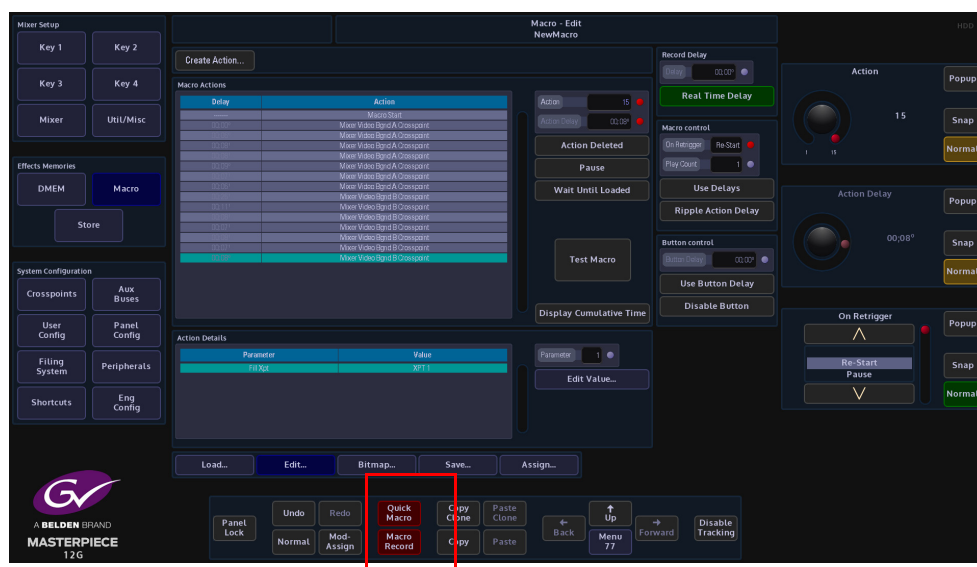 Mixer Setup
Key 1
Key 2
Key 3
Key 4
Mixer
Util/Misc
Effects Memories
DMEM
Macro
Store
System Configuration
Crosspoints
Aux
Buses
User
Config
Panel
Config
Filing
System
Peripherals
Shortcuts
Eng
Config
GV
A BELDEN BRAND
MASTERPIECE
12G
Macro - Edit
NewMacro
HDD
Create Action...
Macro Actions
Delay
Action
Macro Start
Mixer Video Bgnd A Crosspoint
Mixer Video Bgnd A Crosspoint
Mixer Video Bgnd A Crosspoint
Mixer Video Bgnd A Crosspoint
Mixer Video Bgnd A Crosspoint
Mixer Video Bgnd A Crosspoint
Mixer Video Bgnd A Crosspoint
Mixer Video Bgnd A Crosspoint
Mixer Video Bgnd B Crosspoint
Mixer Video Bgnd B Crosspoint
Mixer Video Bgnd B Crosspoint
Mixer Video Bgnd B Crosspoint
Mixer Video Bgnd B Crosspoint
Mixer Video Bgnd B Crosspoint
Action 15
Action Delay 00;08º
Action Deleted
Pause
Wait Until Loaded
Test Macro
Display Cumulative Time
Action Details
Parameter
Value
Fill Xpt
XPT 1
Parameter 1
Edit Value...
Record Delay
Delay 00;00º
Real Time Delay
Macro control
On Retrigger Re-Start
Play Count 1
Use Delays
Ripple Action Delay
Button control
Button Delay 00;00º
Use Button Delay
Disable Button
Action
15
1 15
Popup
Snap
Normal
Action Delay
00;08º
Popup
Snap
Normal
On Retrigger
Re-Start
Pause
Popup
Snap
Normal
Load...
Edit...
Bitmap...
Save...
Assign...
Panel
Lock
Undo
Redo
Normal
Mod-
Assign
Quick
Macro
Macro
Record
Copy
Clone
Paste
Clone
Copy
Paste
←
Back
↑
Up
Menu
77
→
Forward
Disable
Tracking